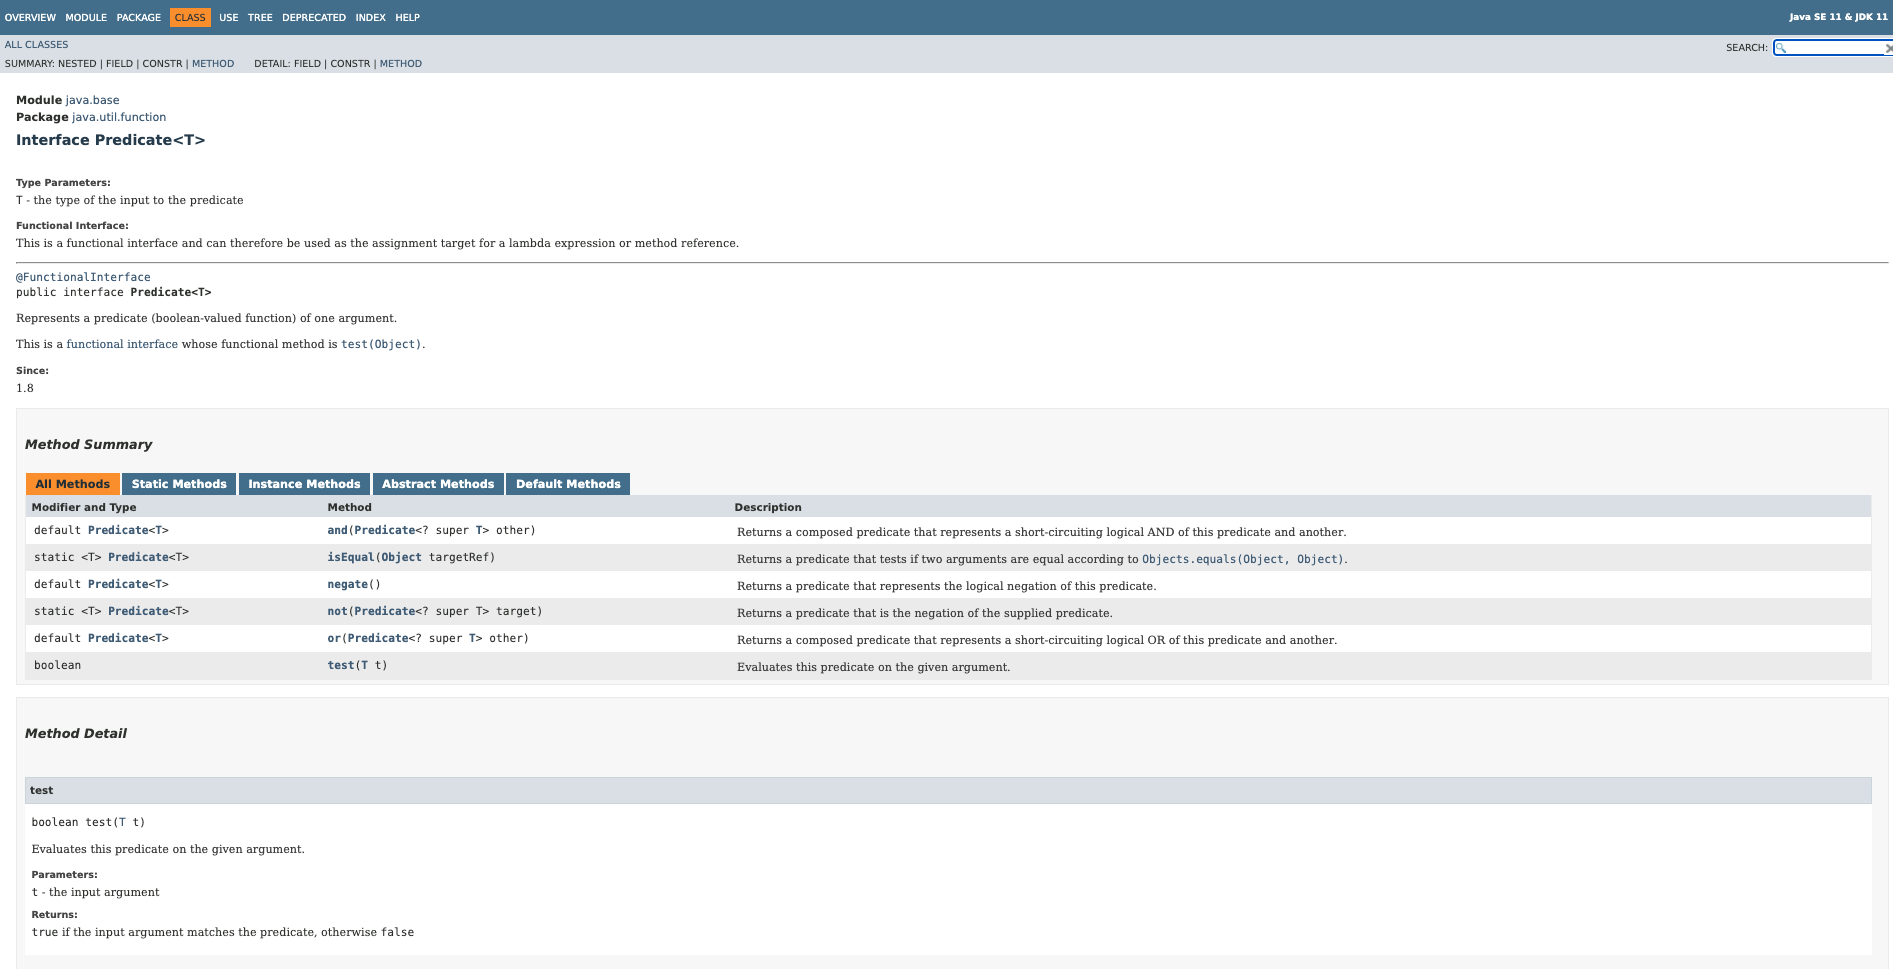 OVERVIEW MODULE PACKAGE CLASS USE TREE DEPRECATED INDEX HELP Java SE 11 & JDK 11
ALL CLASSES SEARCH:
SUMMARY: NESTED | FIELD | CONSTR | METHOD DETAIL: FIELD | CONSTR | METHOD
Module java.base
Package java.util.function
Interface Predicate<T>
Type Parameters:
T - the type of the input to the predicate
Functional Interface:
This is a functional interface and can therefore be used as the assignment target for a lambda expression or method reference.
@FunctionalInterface
public interface Predicate<T>
Represents a predicate (boolean-valued function) of one argument.
This is a functional interface whose functional method is test(Object).
Since:
1.8
Method Summary
All Methods Static Methods Instance Methods Abstract Methods Default Methods
Modifier and Type Method Description
default Predicate<T> and(Predicate<? super T> other) Returns a composed predicate that represents a short-circuiting logical AND of this predicate and another.
static <T> Predicate<T> isEqual(Object targetRef) Returns a predicate that tests if two arguments are equal according to Objects.equals(Object, Object).
default Predicate<T> negate() Returns a predicate that represents the logical negation of this predicate.
static <T> Predicate<T> not(Predicate<? super T> target) Returns a predicate that is the negation of the supplied predicate.
default Predicate<T> or(Predicate<? super T> other) Returns a composed predicate that represents a short-circuiting logical OR of this predicate and another.
boolean test(T t) Evaluates this predicate on the given argument.
Method Detail
test
boolean test(T t)
Evaluates this predicate on the given argument.
Parameters:
t - the input argument
Returns:
true if the input argument matches the predicate, otherwise false